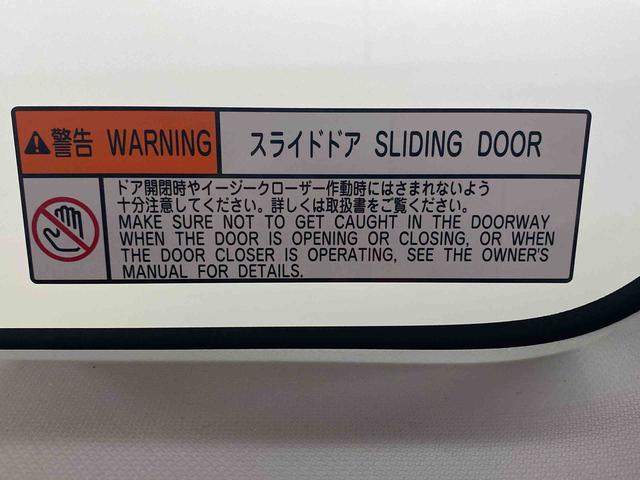 警告 WARNING スライドドア SLIDING DOOR
ドア開閉時やイージークローザー作動時にはさまれないよう
十分注意してください。詳しくは取扱書をご覧ください。
MAKE SURE NOT TO GET CAUGHT IN THE DOORWAY
WHEN THE DOOR IS OPENING OR CLOSING, OR WHEN
THE DOOR CLOSER IS OPERATING, SEE THE OWNER'S
MANUAL FOR DETAILS.